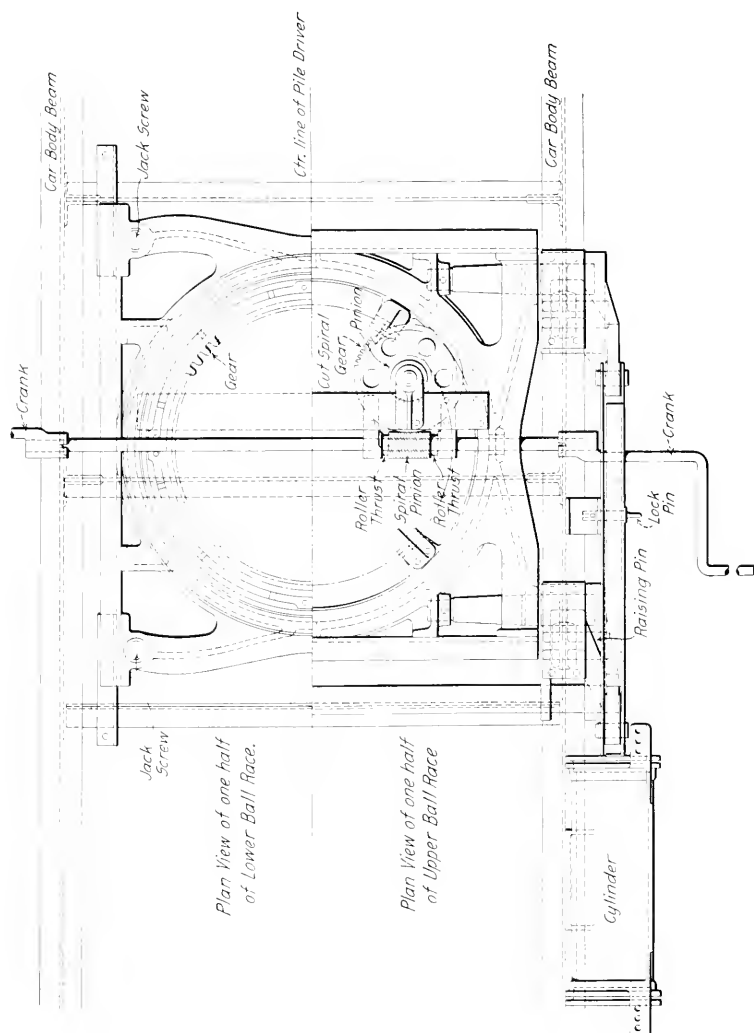 Car Body Beam
Jack Screw
Ctr. line of Pile Driver
Car Body Beam
Crank
Gear
Cut Spiral
Gear
Pinion
Roller
Thrust
Spiral
Pinion
Roller
Thrust
Crank
Lock
Pin
Raising Pin
Jack
Screw
Plan View of one half
of Lower Ball Race.
Plan View of one half
of Upper Ball Race
Cylinder